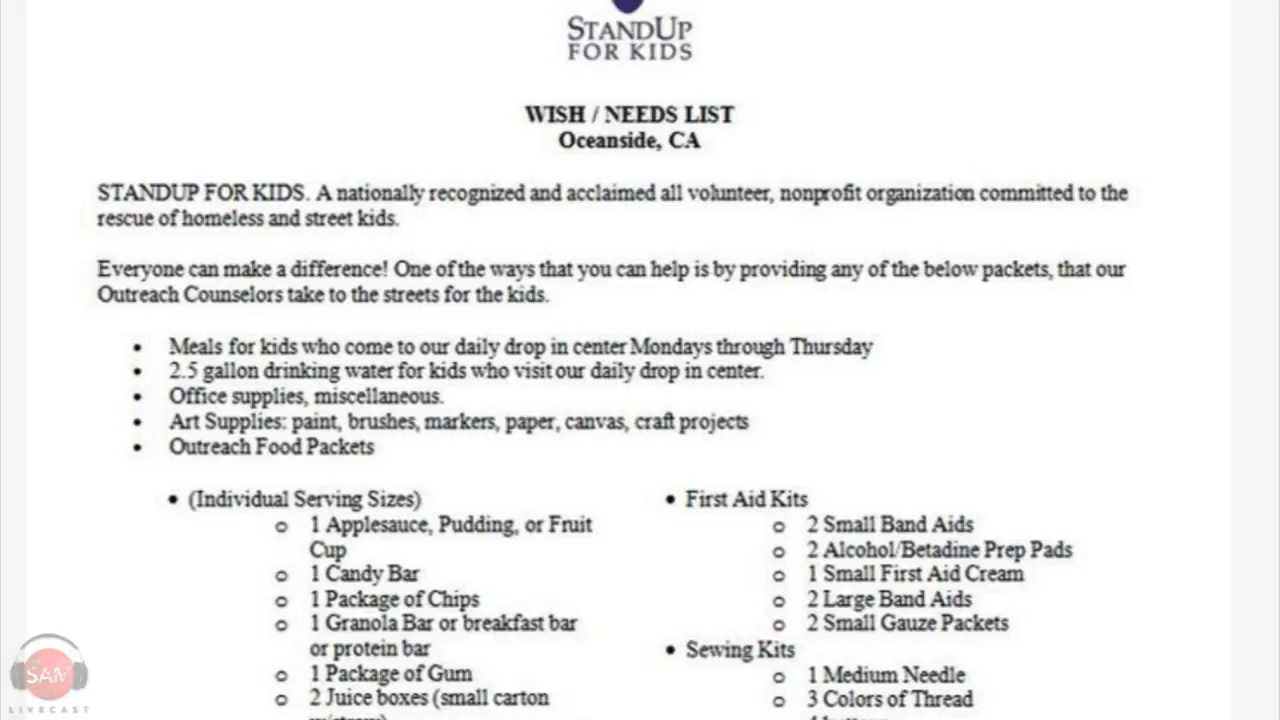 STANDUP
FOR KIDS
WISH / NEEDS LIST
Oceanside, CA
STANDUP FOR KIDS. A nationally recognized and acclaimed all volunteer, nonprofit organization committed to the
rescue of homeless and street kids.
Everyone can make a difference! One of the ways that you can help is by providing any of the below packets, that our
Outreach Counselors take to the streets for the kids.
• Meals for kids who come to our daily drop in center Mondays through Thursday
• 2.5 gallon drinking water for kids who visit our daily drop in center.
• Office supplies, miscellaneous.
• Art Supplies: paint, brushes, markers, paper, canvas, craft projects
• Outreach Food Packets
• (Individual Serving Sizes)
o 1 Applesauce, Pudding, or Fruit
Cup
o 1 Candy Bar
o 1 Package of Chips
o 1 Granola Bar or breakfast bar
or protein bar
o 1 Package of Gum
o 2 Juice boxes (small carton
• First Aid Kits
o 2 Small Band Aids
o 2 Alcohol/Betadine Prep Pads
o 1 Small First Aid Cream
o 2 Large Band Aids
o 2 Small Gauze Packets
• Sewing Kits
o 1 Medium Needle
o 3 Colors of Thread
SAM
LIVECAST